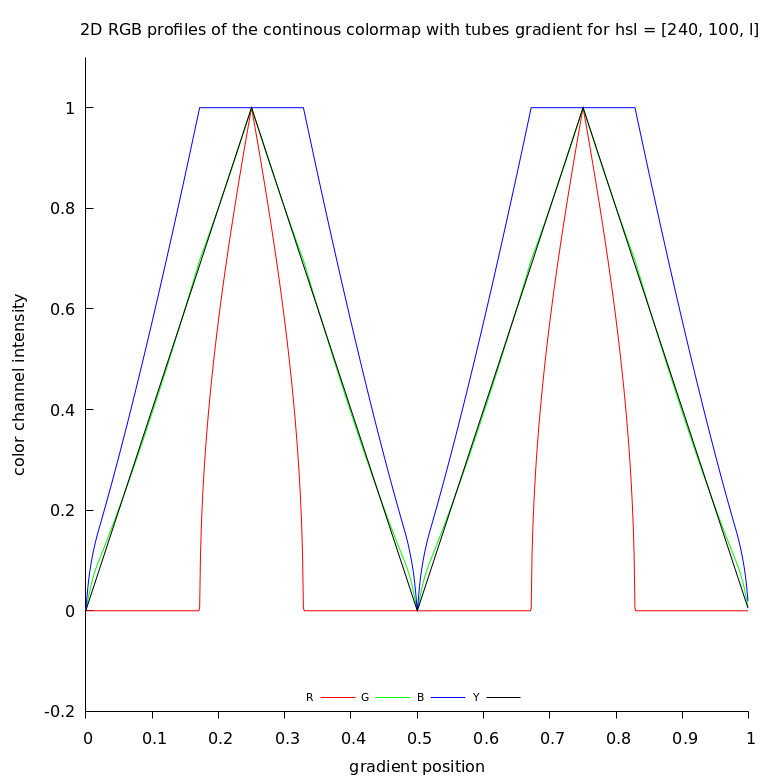 2D RGB profiles of the continous colormap with tubes gradient for hsl = [240, 100, l]
1
0.8
0.6
0.4
0.2
0
-0.2
color channel intensity
R G B Y
0 0.1 0.2 0.3 0.4 0.5 0.6 0.7 0.8 0.9 1
gradient position